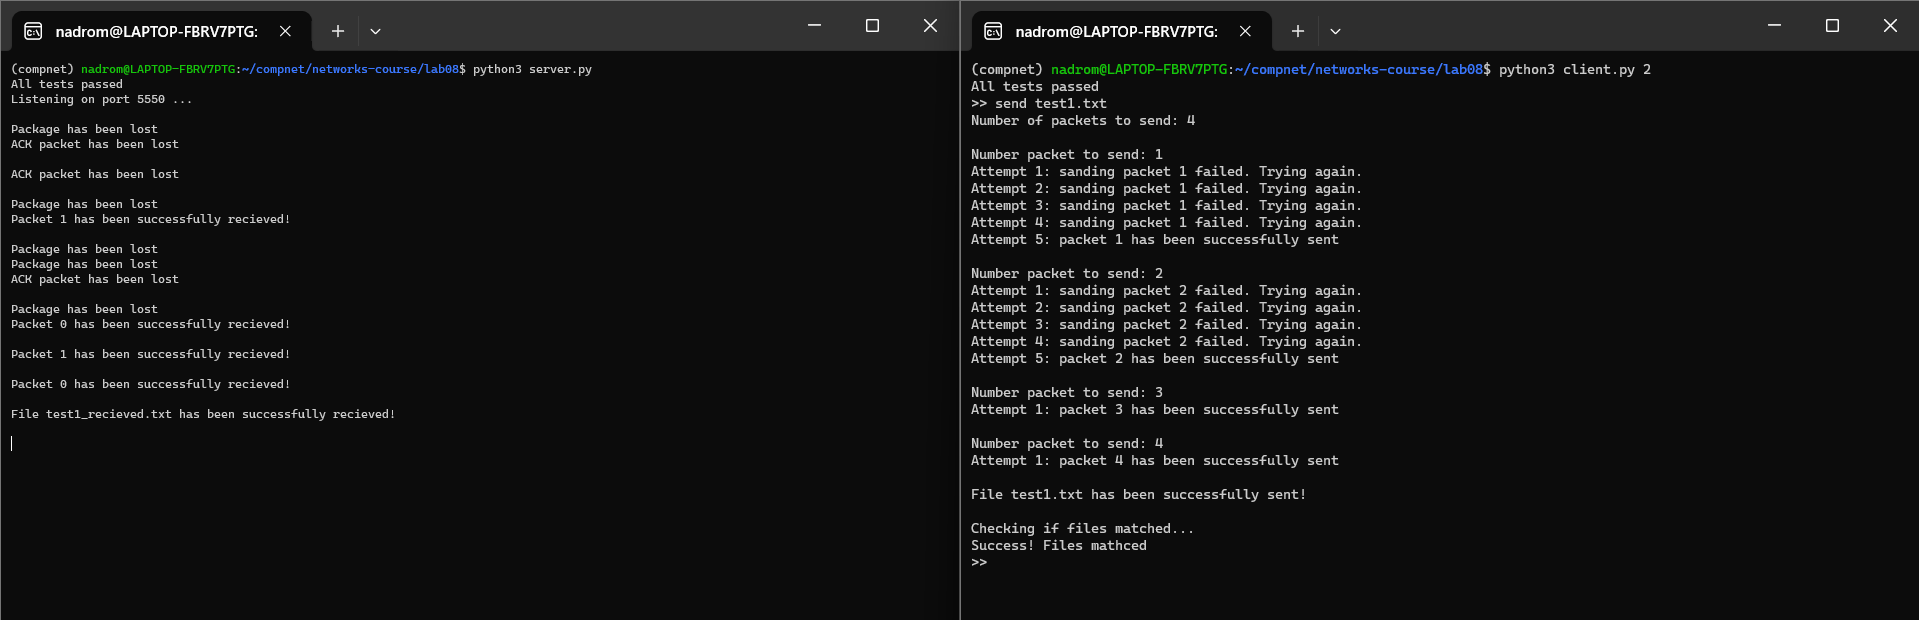 nadrom@LAPTOP-FBRV7PTG:
(compnet) nadrom@LAPTOP-FBRV7PTG:~/compnet/networks-course/lab08$ python3 server.py
All tests passed
Listening on port 5550 ...
Package has been lost
ACK packet has been lost
ACK packet has been lost
Package has been lost
Packet 1 has been successfully recieved!
Package has been lost
Package has been lost
ACK packet has been lost
Package has been lost
Packet 0 has been successfully recieved!
Packet 1 has been successfully recieved!
Packet 0 has been successfully recieved!
File test1_recieved.txt has been successfully recieved!
nadrom@LAPTOP-FBRV7PTG:
(compnet) nadrom@LAPTOP-FBRV7PTG:~/compnet/networks-course/lab08$ python3 client.py 2
All tests passed
>> send test1.txt
Number of packets to send: 4
Number packet to send: 1
Attempt 1: sanding packet 1 failed. Trying again.
Attempt 2: sanding packet 1 failed. Trying again.
Attempt 3: sanding packet 1 failed. Trying again.
Attempt 4: sanding packet 1 failed. Trying again.
Attempt 5: packet 1 has been successfully sent
Number packet to send: 2
Attempt 1: sanding packet 2 failed. Trying again.
Attempt 2: sanding packet 2 failed. Trying again.
Attempt 3: sanding packet 2 failed. Trying again.
Attempt 4: sanding packet 2 failed. Trying again.
Attempt 5: packet 2 has been successfully sent
Number packet to send: 3
Attempt 1: packet 3 has been successfully sent
Number packet to send: 4
Attempt 1: packet 4 has been successfully sent
File test1.txt has been successfully sent!
Checking if files matched...
Success! Files mathced
>>